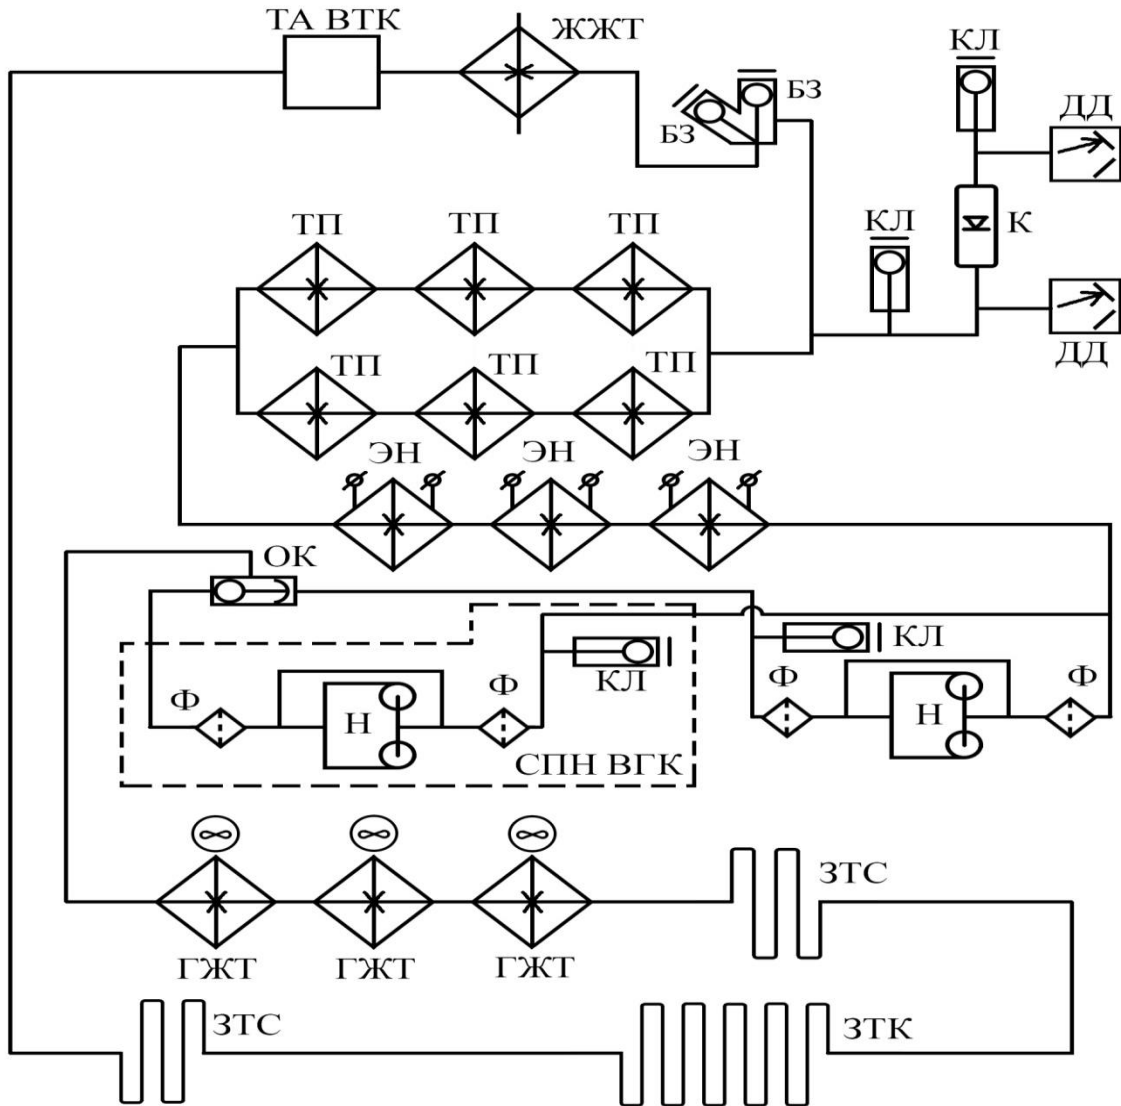 ТА ВТК
ЖЖТ
КЛ
БЗ
БЗ
ДД
КЛ
К
ДД
ТП
ТП
ТП
ТП
ТП
ТП
ЭН
ЭН
ЭН
ОК
КЛ
КЛ
Ф
Н
Ф
Ф
Н
Ф
СПН ВГК
ЗТС
ГЖТ
ГЖТ
ГЖТ
ЗТС
ЗТК